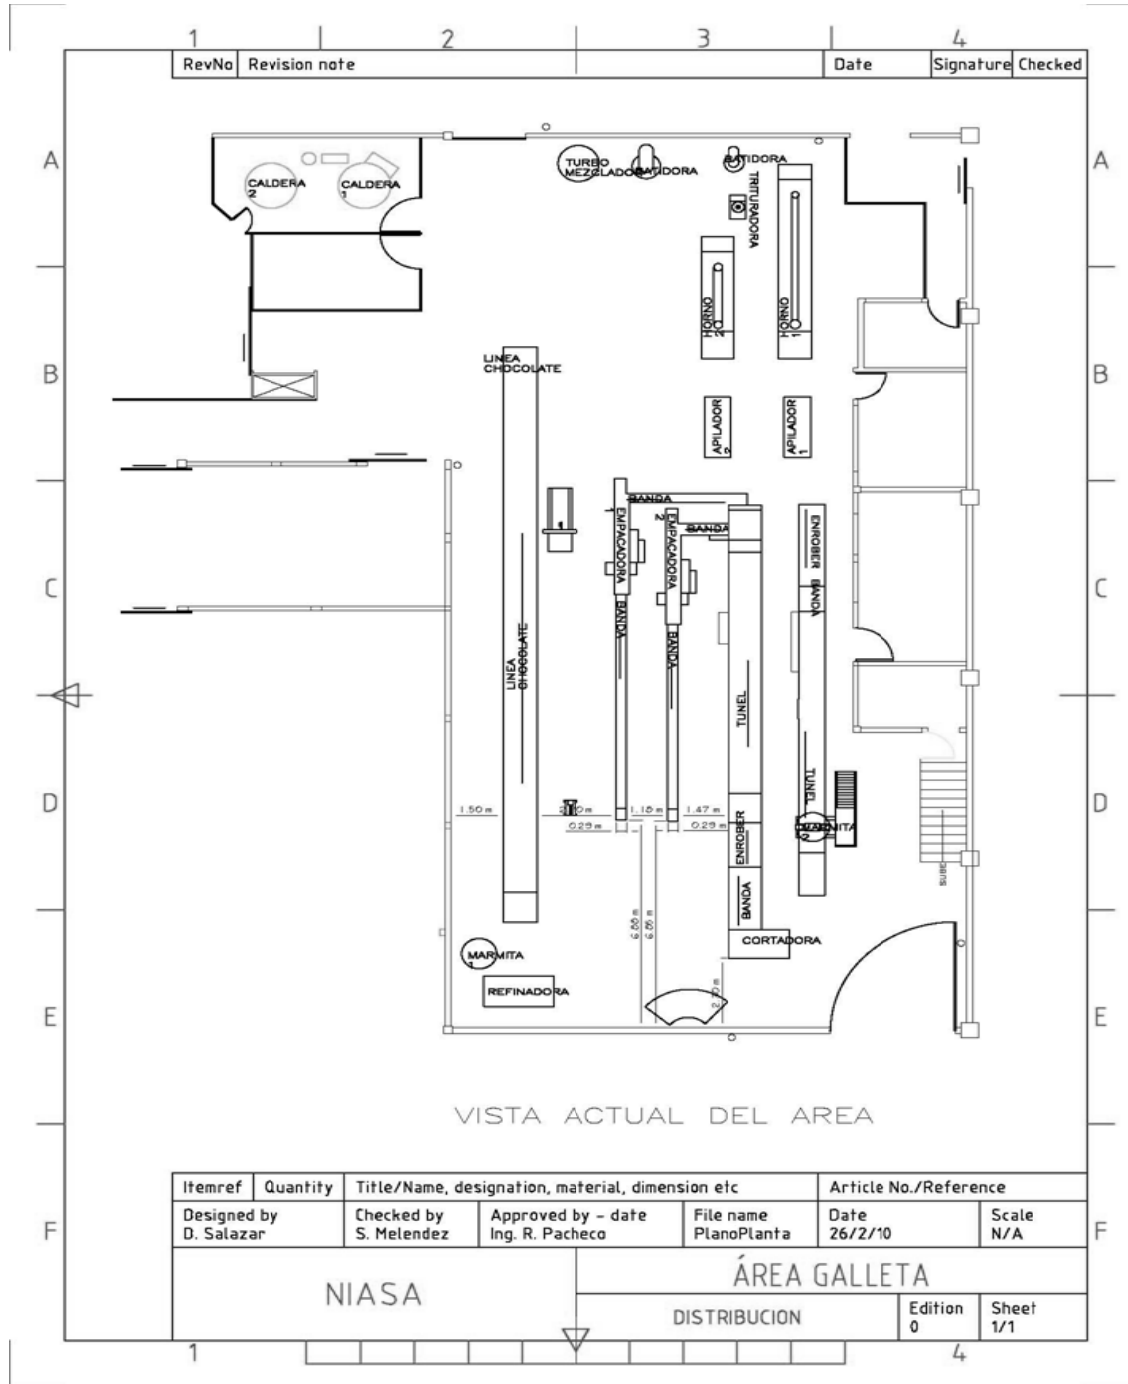 1 2 3 4
RevNo Revision note Date Signature Checked
A A
TURBO
MEZCLADOR
BATIDORA
BATIDORA
CALDERA
2
CALDERA
1
TRITURADORA
HORNO
2
HORNO
1
B B
LINEA
CHOCOLATE
APILADOR
2
APILADOR
1
BANDA
BANDA
EMPACADORA
1
EMPACADORA
2
ENROBER
BANDA
C C
BANDA
BANDA
LINEA
CHOCOLATE
TUNEL
TUNEL
D D
1.50 m
1.18 m
1.47 m
0.29 m
0.29 m
MARMITA
2
ENROBER
SUBE
BANDA
6.88 m
6.85 m
CORTADORA
MARMITA
1
REFINADORA
E E
VISTA ACTUAL DEL AREA
Itemref Quantity Title/Name, designation, material, dimension etc Article No./Reference
Designed by Checked by Approved by - date File name Date Scale
D. Salazar S. Melendez Ing. R. Pacheco PlanoPlanta 26/2/10 N/A
F F
NIASA
ÁREA GALLETA
DISTRIBUCION
Edition Sheet
0 1/1
1 4